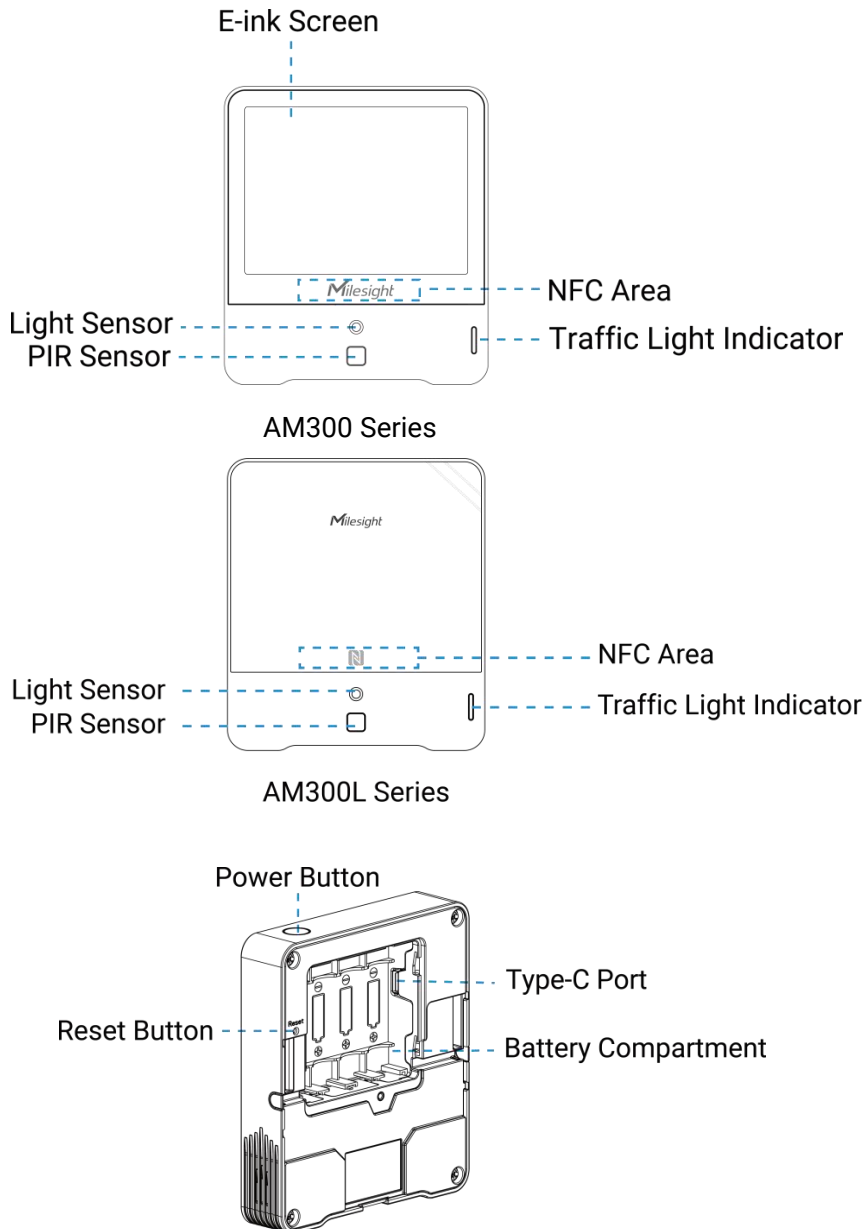 E-ink Screen
Milesight
NFC Area
Light Sensor
Traffic Light Indicator
PIR Sensor
AM300 Series
Milesight
NFC Area
Light Sensor
Traffic Light Indicator
PIR Sensor
AM300L Series
Power Button
Type-C Port
Reset
Reset Button
Battery Compartment